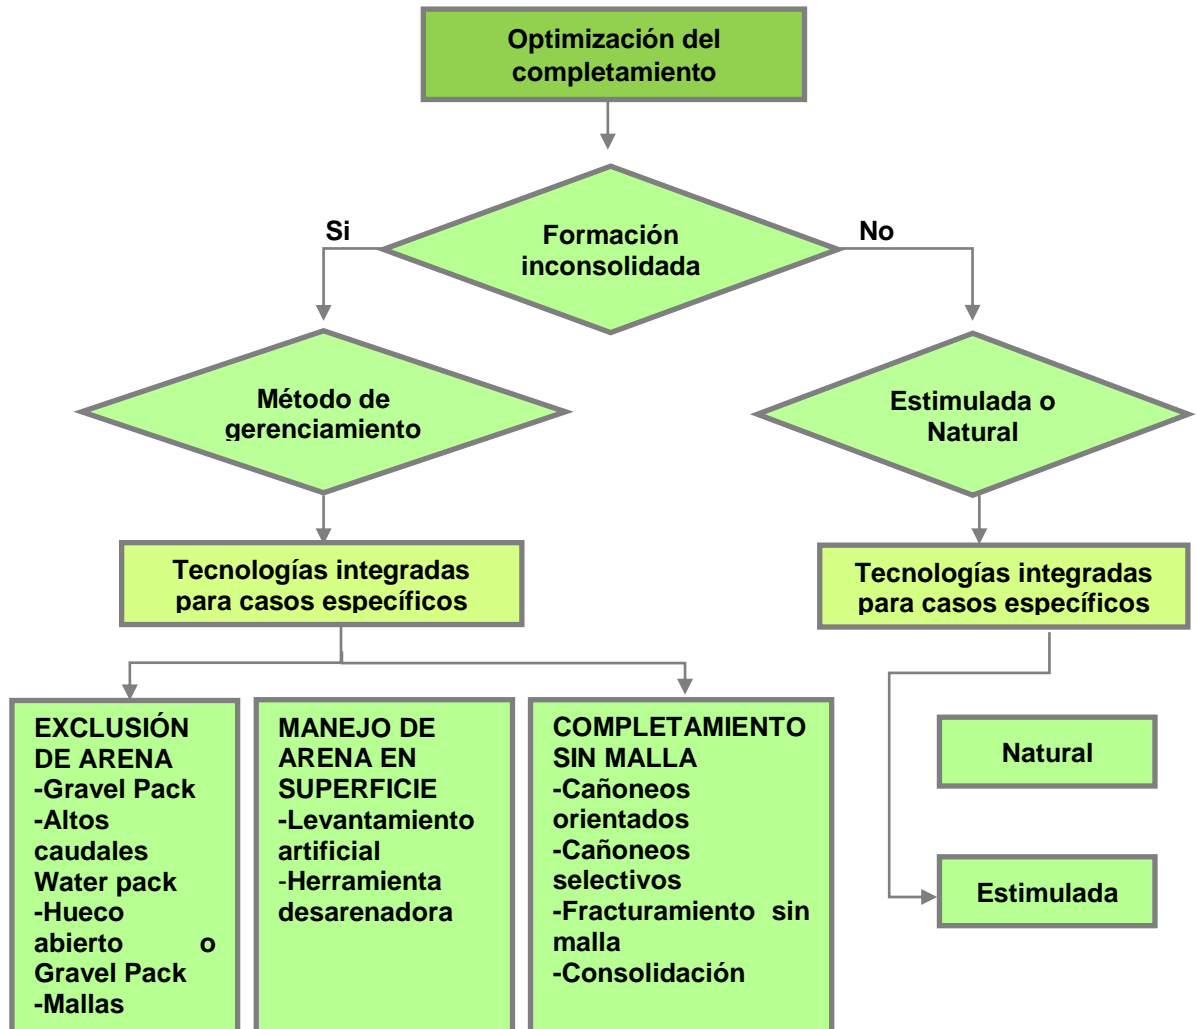 Optimización del
completamiento
Si
Formación
inconsolidada
No
Método de
gerenciamiento
Estimulada o
Natural
Tecnologías integradas
para casos específicos
Tecnologías integradas
para casos específicos
EXCLUSIÓN
DE ARENA
-Gravel Pack
-Altos
caudales
Water pack
-Hueco
abierto o
Gravel Pack
-Mallas
MANEJO DE
ARENA EN
SUPERFICIE
-Levantamiento
artificial
-Herramienta
desarenadora
COMPLETAMIENTO
SIN MALLA
-Cañoneos
orientados
-Cañoneos
selectivos
-Fracturamiento sin
malla
-Consolidación
Natural
Estimulada